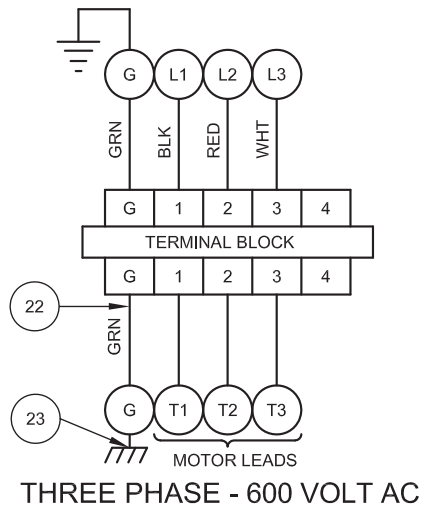 G L1 L2 L3
GRN BLK RED WHT
G 1 2 3 4
TERMINAL BLOCK
G 1 2 3 4
22
GRN
23
G T1 T2 T3
MOTOR LEADS
THREE PHASE - 600 VOLT AC